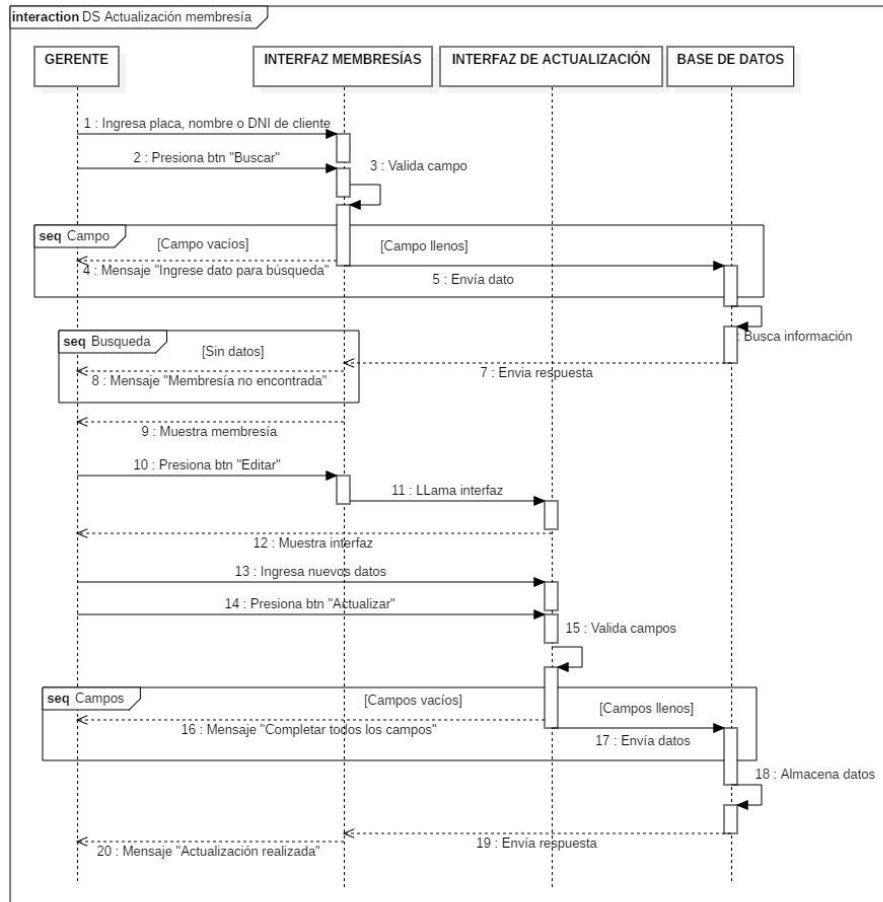 interaction DS Actualización membresía
GERENTE
INTERFAZ MEMBRESÍAS
INTERFAZ DE ACTUALIZACIÓN
BASE DE DATOS
1 : Ingresa placa, nombre o DNI de cliente
2 : Presiona btn "Buscar"
3 : Valida campo
seq Campo
[Campo vacíos]
[Campo llenos]
4 : Mensaje "Ingrese dato para búsqueda"
5 : Envía dato
: Busca información
seq Busqueda
[Sin datos]
7 : Envia respuesta
8 : Mensaje "Membresía no encontrada"
9 : Muestra membresía
10 : Presiona btn "Editar"
11 : LLama interfaz
12 : Muestra interfaz
13 : Ingresa nuevos datos
14 : Presiona btn "Actualizar"
15 : Valida campos
seq Campos
[Campos vacíos]
[Campos llenos]
16 : Mensaje "Completar todos los campos"
17 : Envía datos
18 : Almacena datos
19 : Envía respuesta
20 : Mensaje "Actualización realizada"